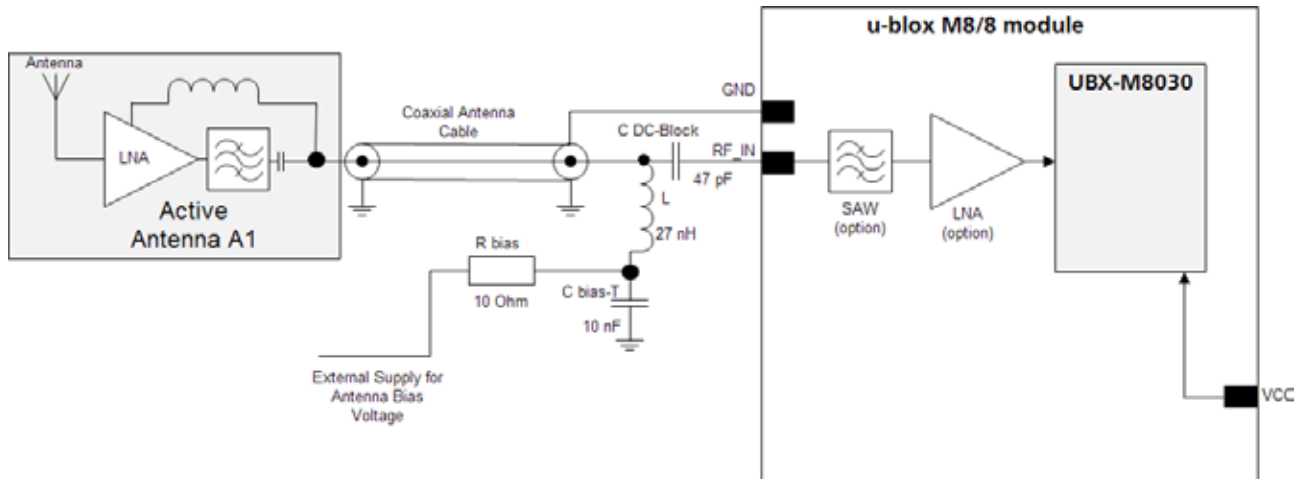 u-blox M8/8 module
Antenna
LNA
Active
Antenna A1
Coaxial Antenna
Cable
GND
C DC-Block
RF_IN
47 pF
L
27 nH
R bias
10 Ohm
C bias-T
10 nF
External Supply for
Antenna Bias
Voltage
SAW
(option)
LNA
(option)
UBX-M8030
VCC